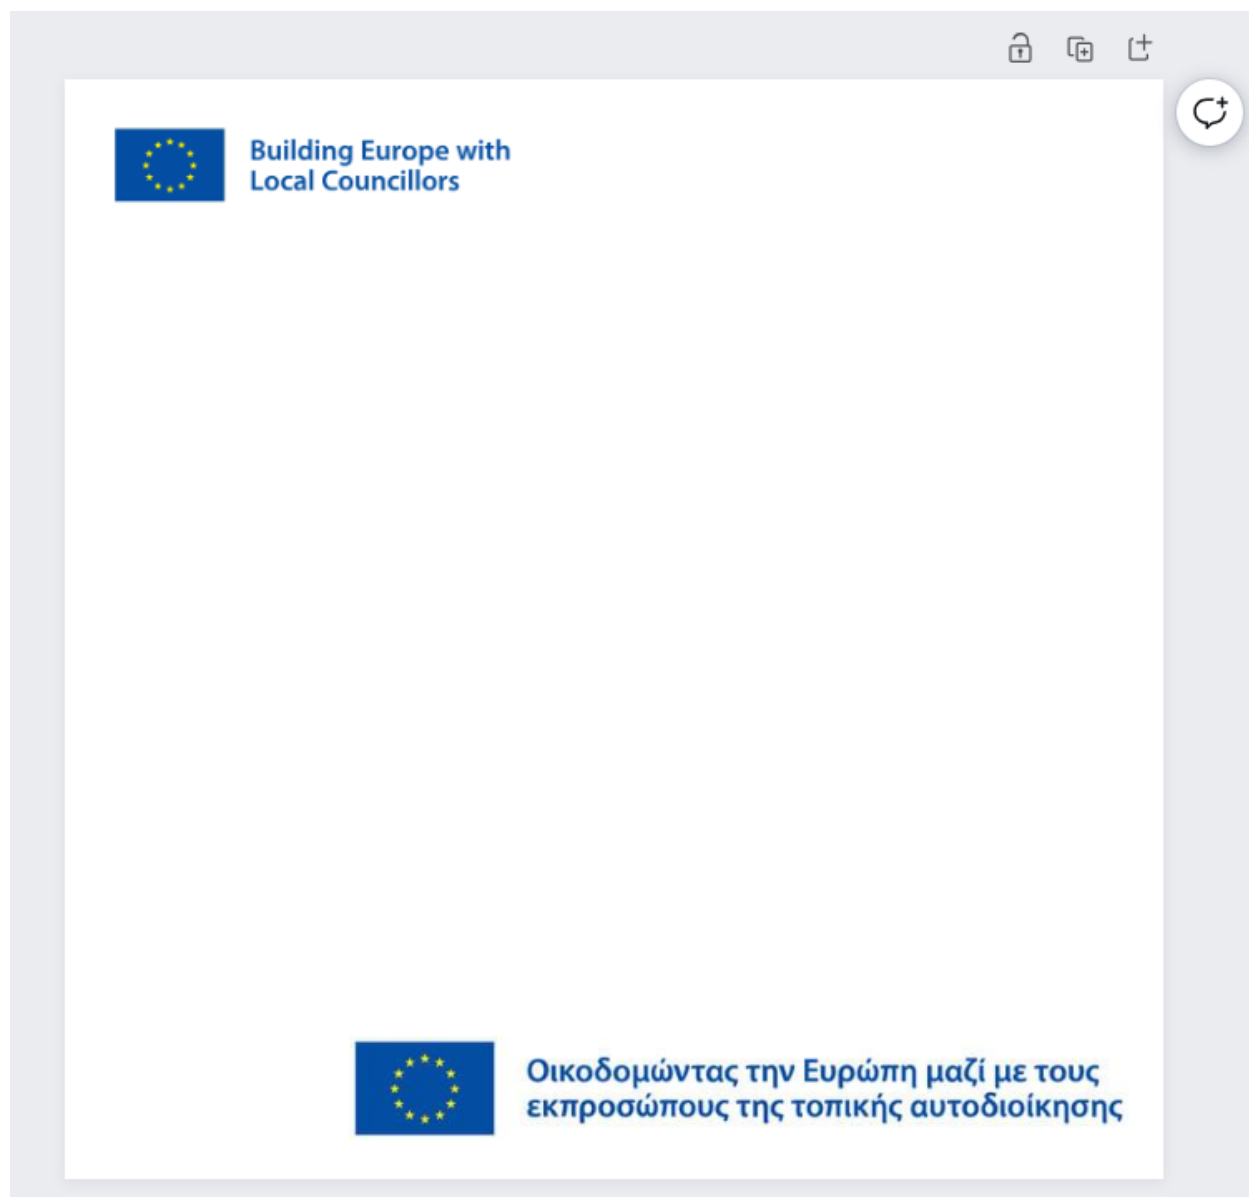 Building Europe with
Local Councillors
Οικοδομώντας την Ευρώπη μαζί με τους
εκπροσώπους της τοπικής αυτοδιοίκησης